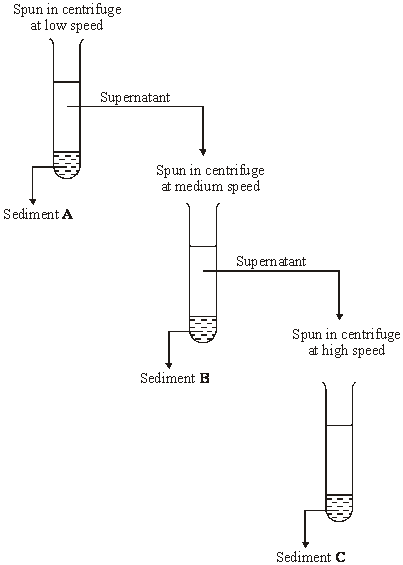 Spun in centrifuge
at low speed
Supernatant
Sediment A
Spun in centrifuge
at medium speed
Supernatant
Sediment B
Spun in centrifuge
at high speed
Sediment C